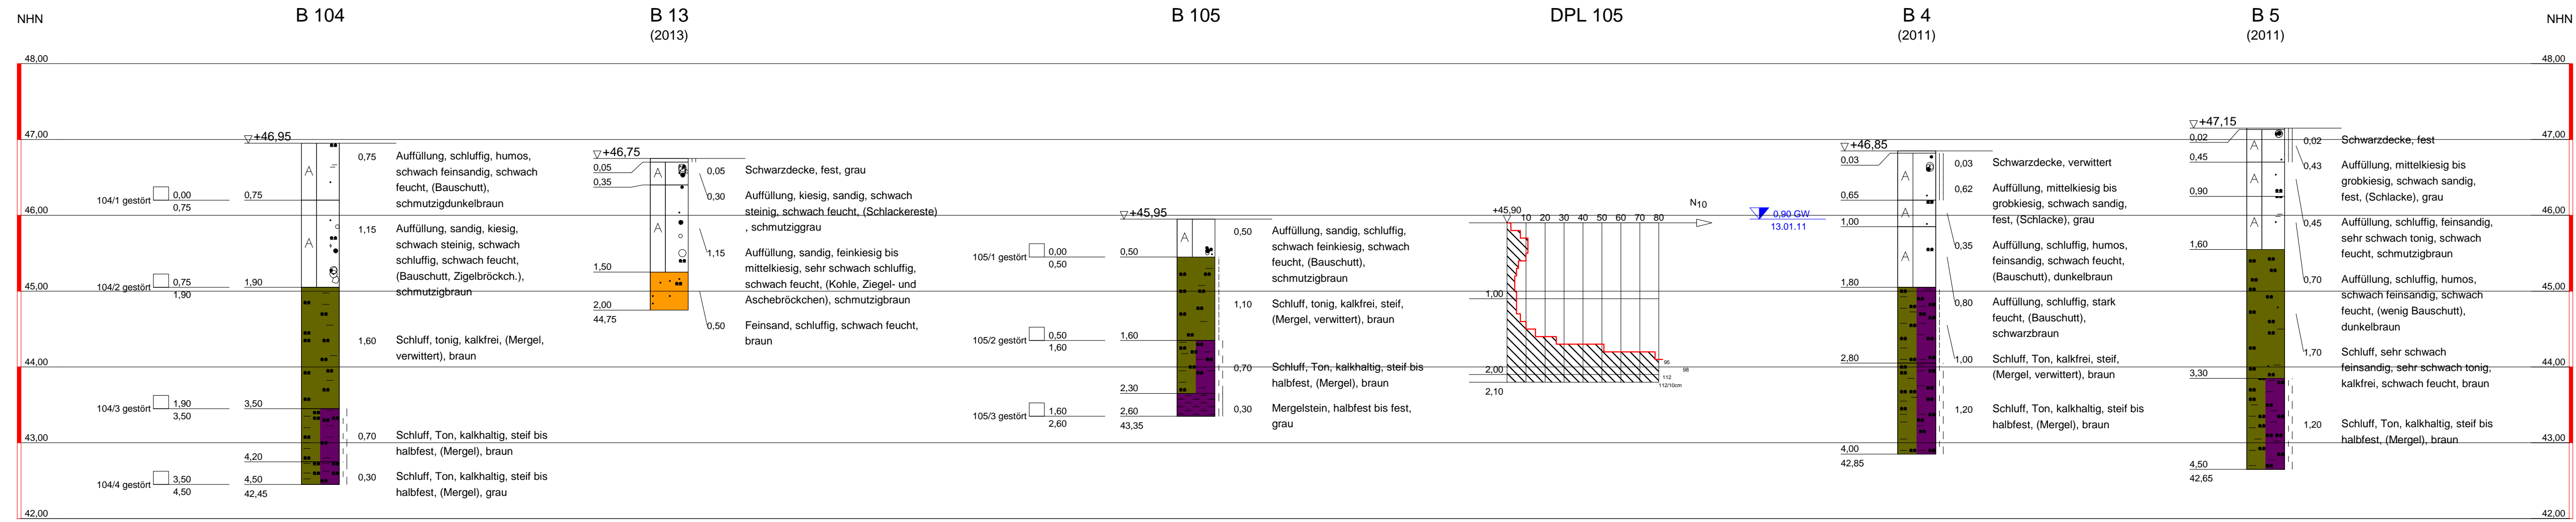 NHN
B 104
B 13
(2013)
B 105
DPL 105
B 4
(2011)
B 5
(2011)
NHN
48,00
47,00
46,00
45,00
44,00
43,00
42,00
+46,95
104/1 gestört
0,00
0,75
0,75
104/2 gestört
0,75
1,90
1,90
104/3 gestört
1,90
3,50
3,50
4,20
104/4 gestört
3,50
4,50
4,50
42,45
A
A
0,75
Auffüllung, schluffig, humos,
schwach feinsandig, schwach
feucht, (Bauschutt),
schmutzigdunkelbraun
1,15
Auffüllung, sandig, kiesig,
schwach steinig, schwach
schluffig, schwach feucht,
(Bauschutt, Zigelbröckch.),
schmutzigbraun
1,60
Schluff, tonig, kalkfrei, (Mergel,
verwittert), braun
0,70
Schluff, Ton, kalkhaltig, steif bis
halbfest, (Mergel), braun
0,30
Schluff, Ton, kalkhaltig, steif bis
halbfest, (Mergel), grau
+46,75
0,05
0,35
1,50
2,00
44,75
A
A
0,05
Schwarzdecke, fest, grau
0,30
Auffüllung, kiesig, sandig, schwach
steinig, schwach feucht, (Schlackereste)
, schmutziggrau
1,15
Auffüllung, sandig, feinkiesig bis
mittelkiesig, sehr schwach schluffig,
schwach feucht, (Kohle, Ziegel- und
Aschebröckchen), schmutzigbraun
0,50
Feinsand, schluffig, schwach feucht,
braun
+45,95
105/1 gestört
0,00
0,50
0,50
105/2 gestört
0,50
1,60
1,60
2,30
105/3 gestört
1,60
2,60
2,60
43,35
A
0,50
Auffüllung, sandig, schluffig,
schwach feinkiesig, schwach
feucht, (Bauschutt),
schmutzigbraun
1,10
Schluff, tonig, kalkfrei, steif,
(Mergel, verwittert), braun
0,70
Schluff, Ton, kalkhaltig, steif bis
halbfest, (Mergel), braun
0,30
Mergelstein, halbfest bis fest,
grau
+45,90
10 20 30 40 50 60 70 80
N10
1,00
2,00
2,10
95
98
112
112/10cm
0,90 GW
13.01.11
+46,85
0,03
0,65
1,00
1,80
2,80
4,00
42,85
A
A
A
0,03
Schwarzdecke, verwittert
0,62
Auffüllung, mittelkiesig bis
grobkiesig, schwach sandig,
fest, (Schlacke), grau
0,35
Auffüllung, schluffig, humos,
feinsandig, schwach feucht,
(Bauschutt), dunkelbraun
0,80
Auffüllung, schluffig, stark
feucht, (Bauschutt),
schwarzbraun
1,00
Schluff, Ton, kalkfrei, steif,
(Mergel, verwittert), braun
1,20
Schluff, Ton, kalkhaltig, steif bis
halbfest, (Mergel), braun
+47,15
0,02
0,45
0,90
1,60
3,30
4,50
42,65
A
A
A
0,02
Schwarzdecke, fest
0,43
Auffüllung, mittelkiesig bis
grobkiesig, schwach sandig,
fest, (Schlacke), grau
0,45
Auffüllung, schluffig, feinsandig,
sehr schwach tonig, schwach
feucht, schmutzigbraun
0,70
Auffüllung, schluffig, humos,
schwach feinsandig, schwach
feucht, (wenig Bauschutt),
dunkelbraun
1,70
Schluff, sehr schwach
feinsandig, sehr schwach tonig,
kalkfrei, schwach feucht, braun
1,20
Schluff, Ton, kalkhaltig, steif bis
halbfest, (Mergel), braun
48,00
47,00
46,00
45,00
44,00
43,00
42,00